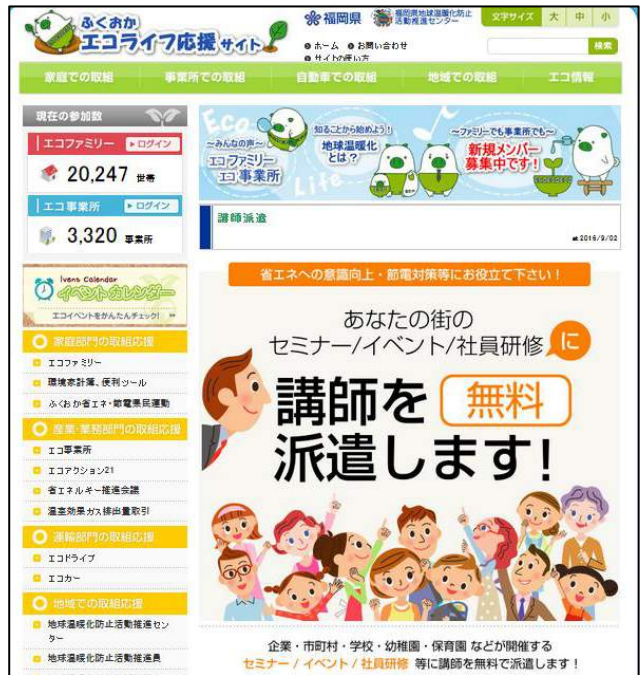 ふくおか
エコライフ応援サイト
福岡県
福岡県地球温暖化防止
活動推進センター
文字サイズ 大 中 小
ホーム お問い合わせ
サイトの使い方
検索
家庭での取組 事業所での取組 自動車での取組 地域での取組 エコ情報
現在の参加数
エコファミリー ログイン
20,247 世帯
エコ事業所 ログイン
3,320 事業所
Eco
Life
~みんなの声~
エコファミリー
エコ事業所
知ることから始めよう!
地球温暖化
とは?
~ファミリーでも事業所でも~
新規メンバー
募集中です!
講師派遣
at 2016/9/02
Ivens Calendar
イベントカレンダー
エコイベントをかんたんチェック!
家庭部門の取組応援
エコファミリー
環境家計簿、便利ツール
ふくおか省エネ・節電県民運動
産業・業務部門の取組応援
エコ事業所
エコアクション21
省エネルギー推進会議
温室効果ガス排出量取引
運輸部門の取組応援
エコドライブ
エコカー
地域での取組応援
地球温暖化防止活動推進セン
ター
地球温暖化防止活動推進員
省エネへの意識向上・節電対策等にお役立て下さい!
あなたの街の
セミナー/イベント/社員研修に
講師を無料
派遣します!
企業・市町村・学校・幼稚園・保育園 などが開催する
セミナー / イベント / 社員研修 等に講師を無料で派遣します!